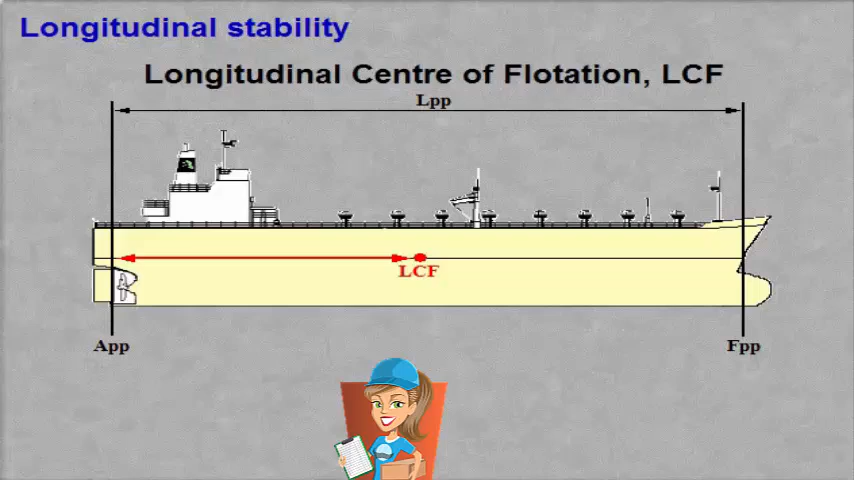 Longitudinal stability
Longitudinal Centre of Flotation, LCF
Lpp
LCF
App
Fpp